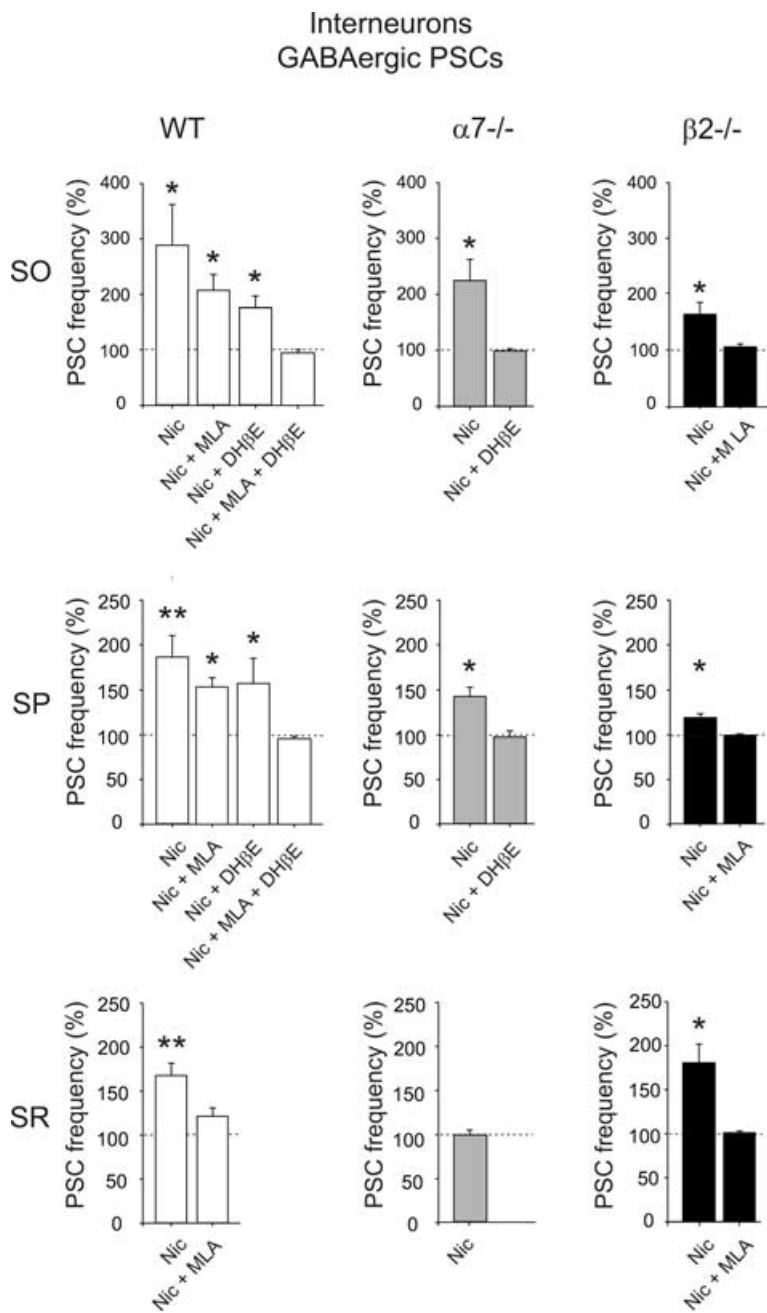 Interneurons
GABAergic PSCs
WT
α7-/-
β2-/-
SO
PSC frequency (%)
400
300
200
100
0
*
*
*
Nic
Nic + MLA
Nic + DHβE
Nic + MLA + DHβE
PSC frequency (%)
400
300
200
100
0
*
Nic
Nic + DHβE
PSC frequency (%)
400
300
200
100
0
*
Nic
Nic +M LA
SP
PSC frequency (%)
250
200
150
100
50
0
**
*
*
Nic
Nic + MLA
Nic + DHβE
Nic + MLA + DHβE
PSC frequency (%)
250
200
150
100
50
0
*
Nic
Nic + DHβE
PSC frequency (%)
250
200
150
100
50
0
*
Nic
Nic + MLA
SR
PSC frequency (%)
250
200
150
100
50
0
**
Nic
Nic + MLA
PSC frequency (%)
250
200
150
100
50
0
Nic
PSC frequency (%)
250
200
150
100
50
0
*
Nic
Nic + MLA